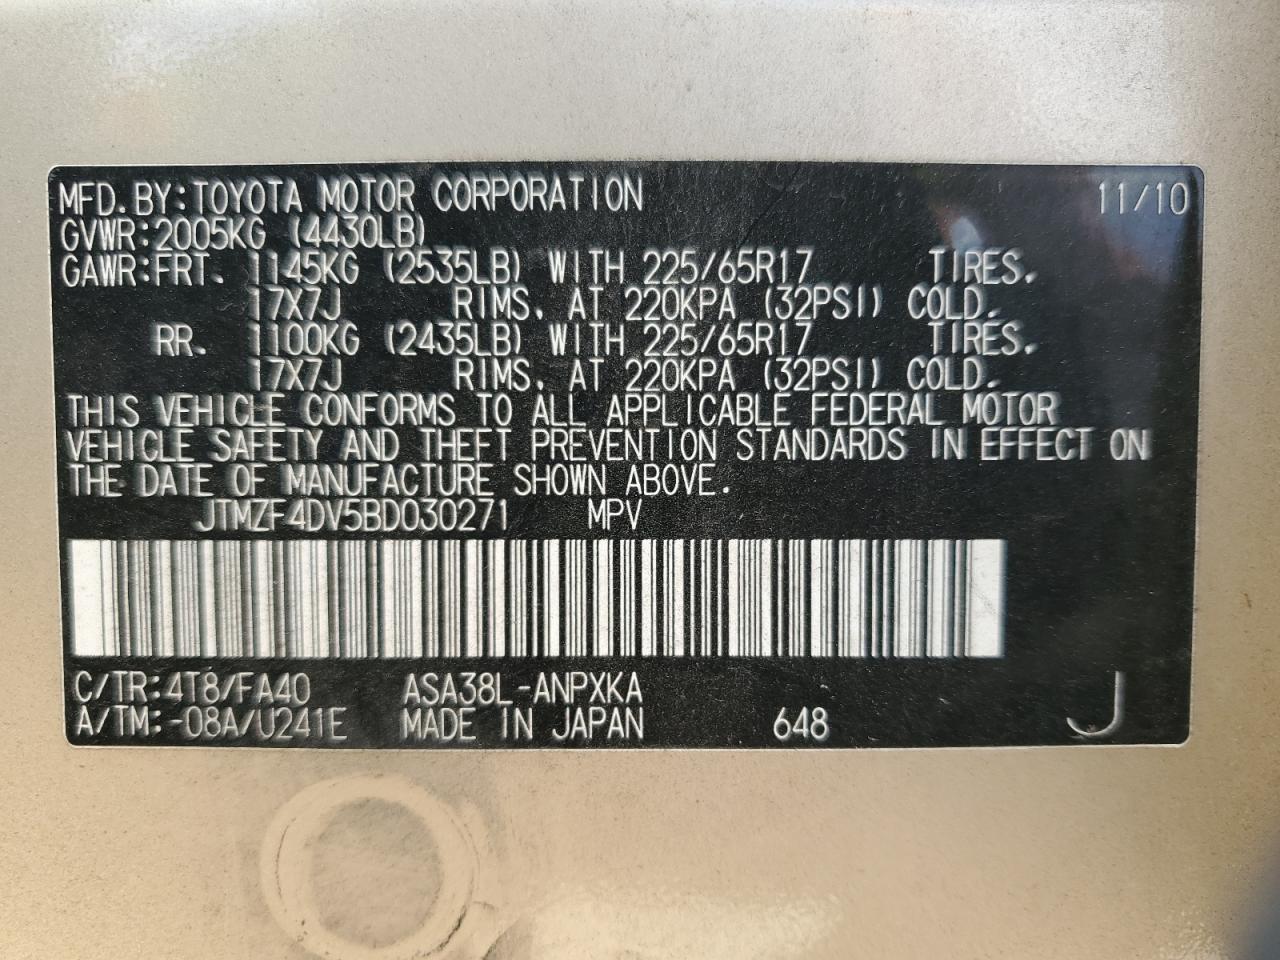 MFD.BY:TOYOTA MOTOR CORPORATION 11/10
GVWR:2005KG (4430LB)
GAWR:FRT. 1145KG (2535LB) WITH 225/65R17 TIRES.
17X7J RIMS, AT 220KPA (32PSI) COLD.
RR. 1100KG (2435LB) WITH 225/65R17 TIRES.
17X7J RIMS, AT 220KPA (32PSI) COLD.
THIS VEHICLE CONFORMS TO ALL APPLICABLE FEDERAL MOTOR
VEHICLE SAFETY AND THEFT PREVENTION STANDARDS IN EFFECT ON
THE DATE OF MANUFACTURE SHOWN ABOVE.
JTMZF4DV5BD030271 MPV
C/TR:4T8/FA40 ASA38L-ANPXKA
A/TM:-08A/U241E MADE IN JAPAN 648 J